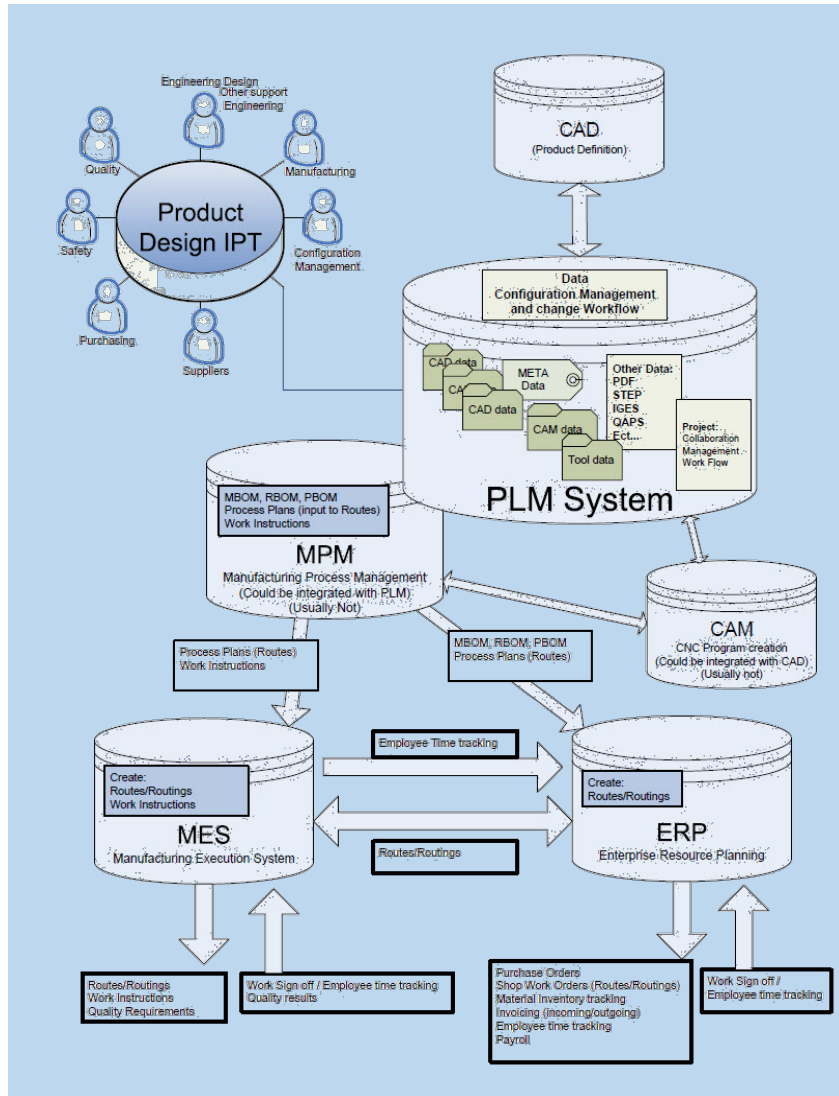 Engineering Design
Other support
Engineering
Quality
Manufacturing
Product
Design IPT
Safety
Configuration
Management
Purchasing
Suppliers
CAD
(Product Definition)
Data
Configuration Management
and change Workflow
CAD data
META
Data
CAD data
CAM data
Tool data
Other Data:
PDF
STEP
IGES
QAPS
Ect...
Project:
Collaboration
Management
Work Flow
PLM System
MBOM, RBOM, PBOM
Process Plans (input to Routes)
Work Instructions
MPM
Manufacturing Process Management
(Could be integrated with PLM)
(Usually Not)
CAM
CNC Program creation
(Could be integrated with CAD)
(Usually not)
Process Plans (Routes)
Work Instructions
MBOM, RBOM, PBOM
Process Plans (Routes)
Employee Time tracking
Create:
Routes/Routings
Work Instructions
MES
Manufacturing Execution System
Create:
Routes/Routings
ERP
Enterprise Resource Planning
Routes/Routings
Routes/Routings
Work Instructions
Quality Requirements
Work Sign off / Employee time tracking
Quality results
Purchase Orders
Shop Work Orders (Routes/Routings)
Material Inventory tracking
Invoicing (incoming/outgoing)
Employee time tracking
Payroll
Work Sign off /
Employee time tracking